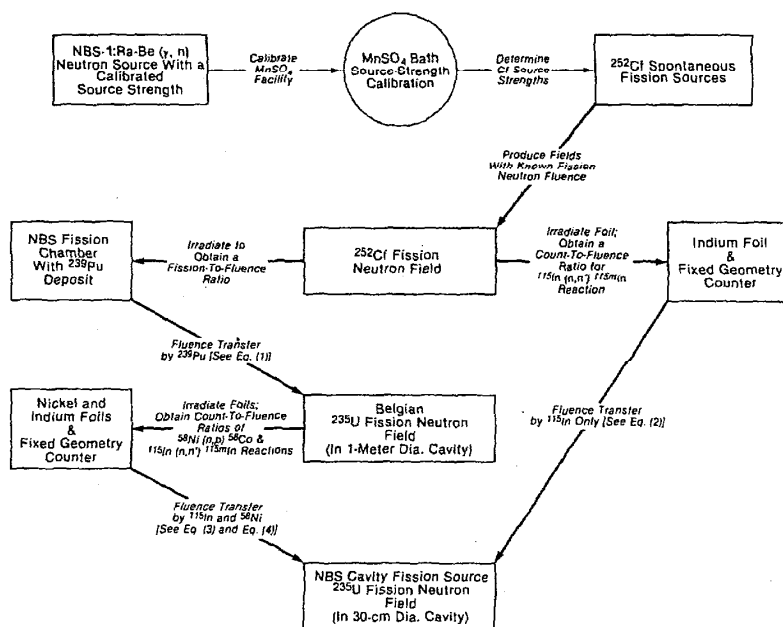 NBS-1:Ra-Be (γ, n)
Neutron Source With a
Calibrated
Source Strength
Calibrate
MnSO₄
Facility
MnSO₄ Bath
Source-Strength
Calibration
Determine
Cf Source
Strengths
²⁵²Cf Spontaneous
Fission Sources
Produce Fields
With Known Fission
Neutron Fluence
NBS Fission
Chamber
With ²³⁹Pu
Deposit
Irradiate to
Obtain a
Fission-To-Fluence
Ratio
²⁵²Cf Fission
Neutron Field
Irradiate Foil;
Obtain a
Count-To-Fluence
Ratio for
¹¹⁵In (n,n') ¹¹⁵ᵐIn
Reaction
Indium Foil
&
Fixed Geometry
Counter
Fluence Transfer
by ²³⁹Pu [See Eq. (1)]
Nickel and
Indium Foils
&
Fixed Geometry
Counter
Irradiate Foils;
Obtain Count-To-Fluence
Ratios of
⁵⁸Ni (n,p) ⁵⁸Co &
¹¹⁵In (n,n') ¹¹⁵ᵐIn Reactions
Belgian
²³⁵U Fission Neutron
Field
(In 1-Meter Dia. Cavity)
Fluence Transfer
by ¹¹⁵In Only [See Eq. (2)]
Fluence Transfer
by ¹¹⁵In and ⁵⁸Ni
[See Eq. (3) and Eq. (4)]
NBS Cavity Fission Source
²³⁵U Fission Neutron
Field
(In 30-cm Dia. Cavity)